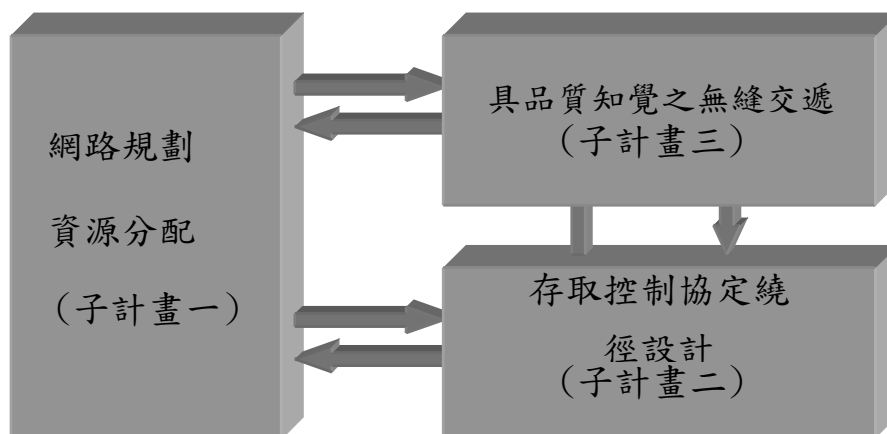 網路規劃
資源分配
（子計畫一）
具品質知覺之無縫交遞
（子計畫三）
存取控制協定繞
徑設計
（子計畫二）